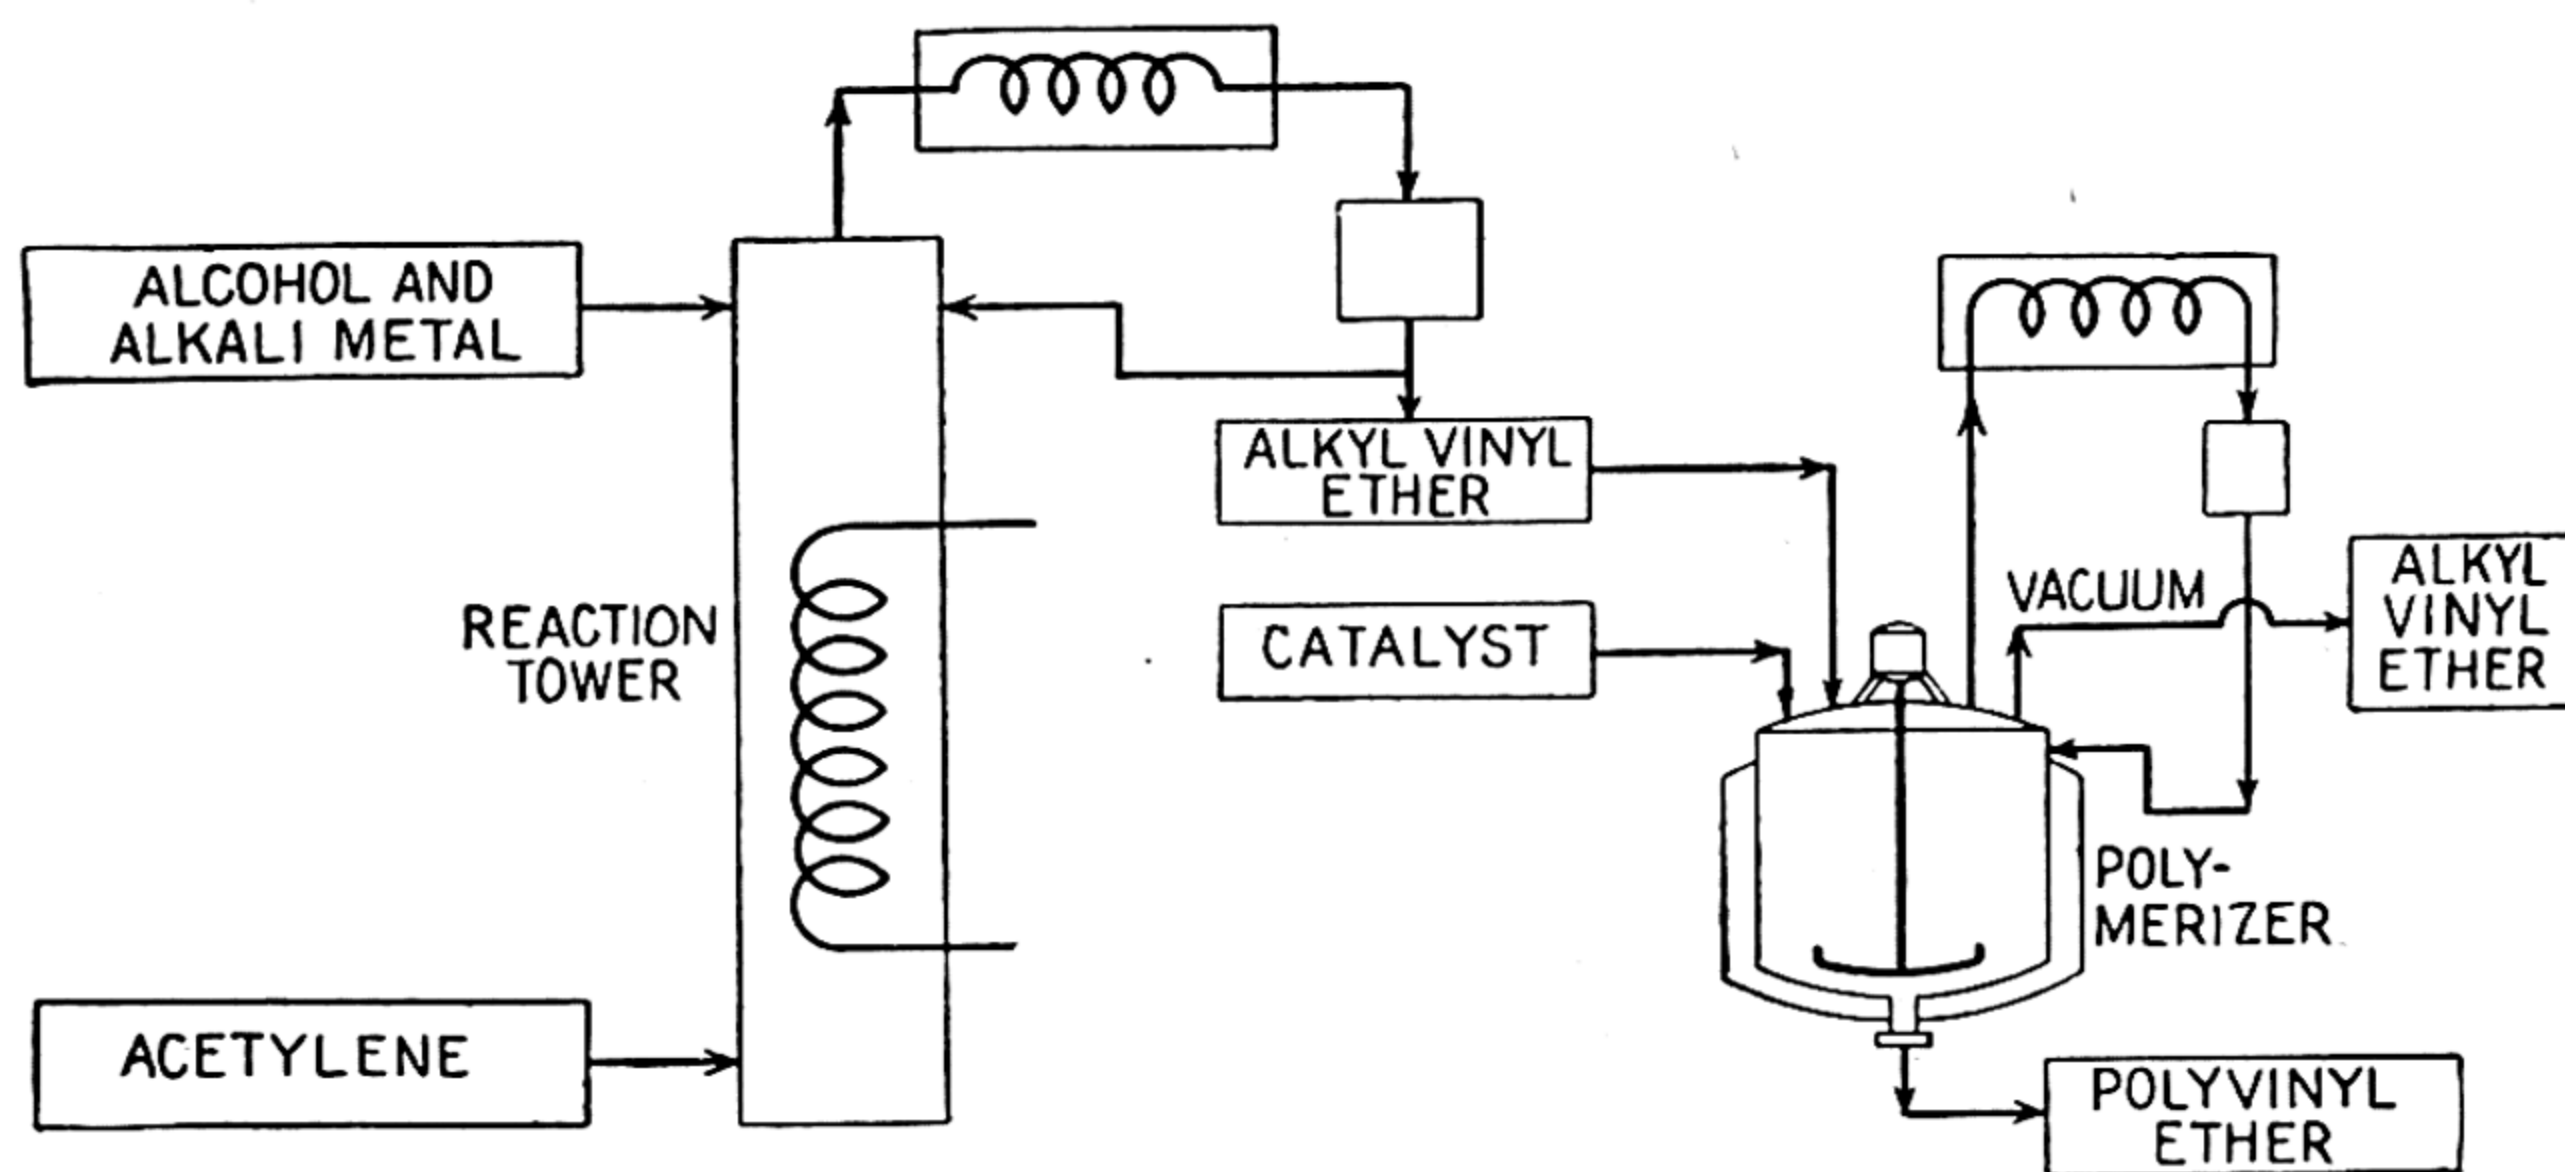 ALCOHOL AND
ALKALI METAL
REACTION
TOWER
ACETYLENE
ALKYL VINYL
ETHER
CATALYST
VACUUM
ALKYL
VINYL
ETHER
POLY-
MERIZER
POLYVINYL
ETHER